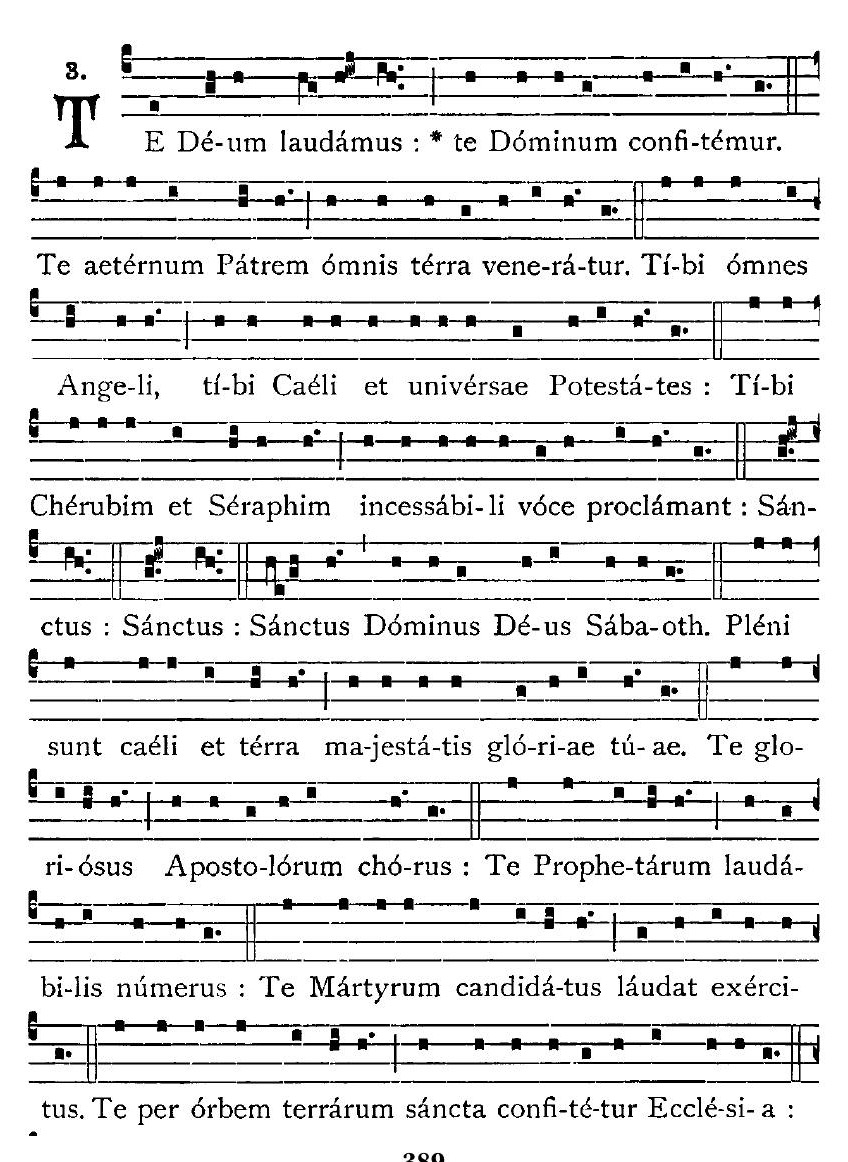 3.
TE Dé-um laudámus : * te Dóminum confi-témur.
Te aetérnum Pátrem ómnis térra vene-rá-tur. Tí-bi ómnes
Ange-li, tí-bi Caéli et univérsae Potestá-tes : Tí-bi
Chérubim et Séraphim incessábi-li vóce proclámant : Sán-
ctus : Sánctus : Sánctus Dóminus Dé-us Sába-oth. Pléni
sunt caéli et térra ma-jestá-tis gló-ri-ae tú-ae. Te glo-
ri-ósus Aposto-lórum chó-rus : Te Prophe-tárum laudá-
bi-lis númerus : Te Mártyrum candidá-tus láudat exérci-
tus. Te per órbem terrárum sáncta confi-té-tur Ecclé-si-a :
389